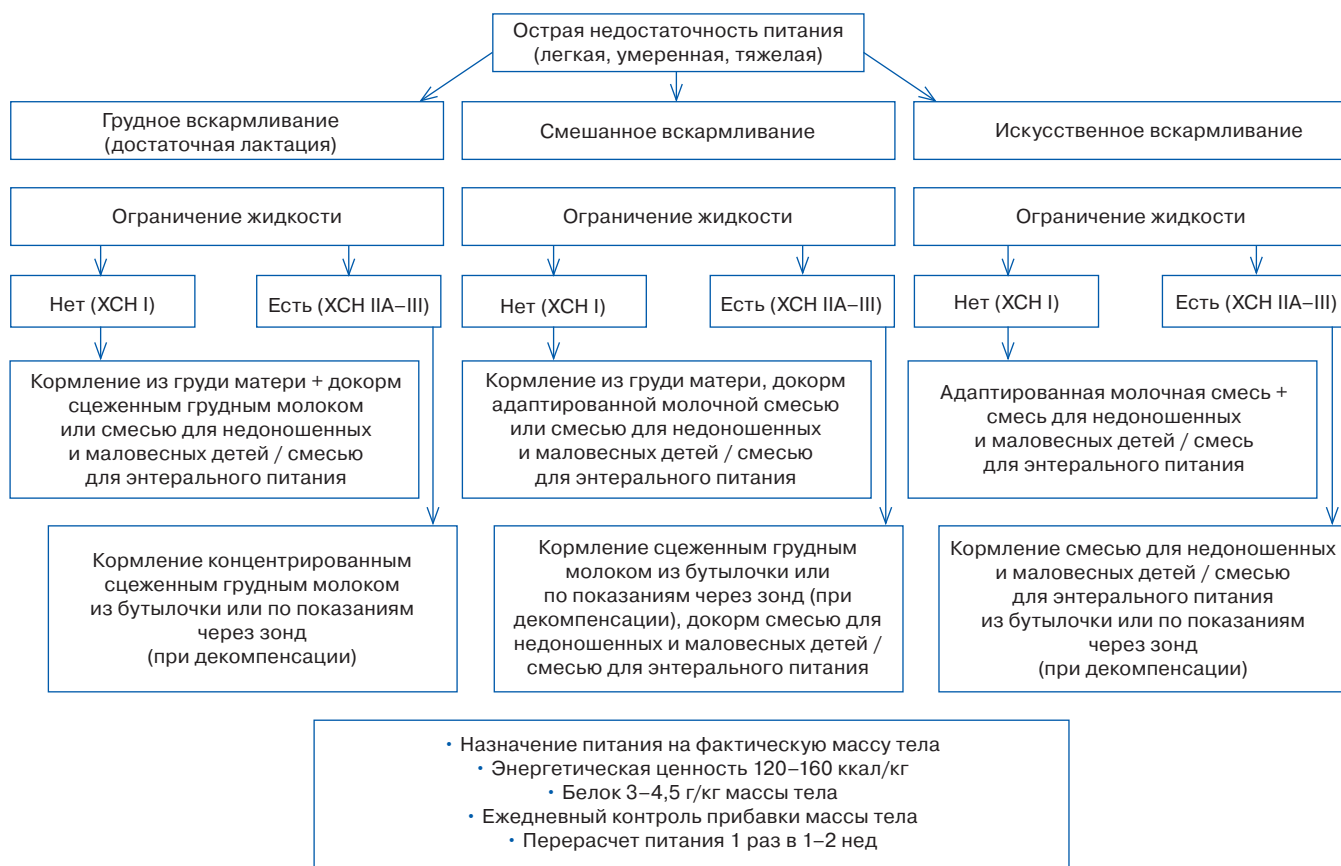 Острая недостаточность питания
(легкая, умеренная, тяжелая)
Грудное вскармливание
(достаточная лактация)
Смешанное вскармливание
Искусственное вскармливание
Ограничение жидкости
Ограничение жидкости
Ограничение жидкости
Нет (ХСН I)
Есть (ХСН IIА–III)
Нет (ХСН I)
Есть (ХСН IIА–III)
Нет (ХСН I)
Есть (ХСН IIА–III)
Кормление из груди матери + докорм
сцеженным грудным молоком
или смесью для недоношенных
и маловесных детей / смесью
для энтерального питания
Кормление из груди матери, докорм
адаптированной молочной смесью
или смесью для недоношенных
и маловесных детей / смесью
для энтерального питания
Адаптированная молочная смесь +
смесь для недоношенных
и маловесных детей / смесь
для энтерального питания
Кормление концентрированным
сцеженным грудным молоком
из бутылочки или по показаниям
через зонд
(при декомпенсации)
Кормление сцеженным грудным
молоком из бутылочки или
по показаниям через зонд (при
декомпенсации), докорм смесью для
недоношенных и маловесных детей /
смесью для энтерального питания
Кормление смесью для недоношенных
и маловесных детей / смесью
для энтерального питания
из бутылочки или по показаниям
через зонд
(при декомпенсации)
• Назначение питания на фактическую массу тела
• Энергетическая ценность 120–160 ккал/кг
• Белок 3–4,5 г/кг массы тела
• Ежедневный контроль прибавки массы тела
• Перерасчет питания 1 раз в 1–2 нед